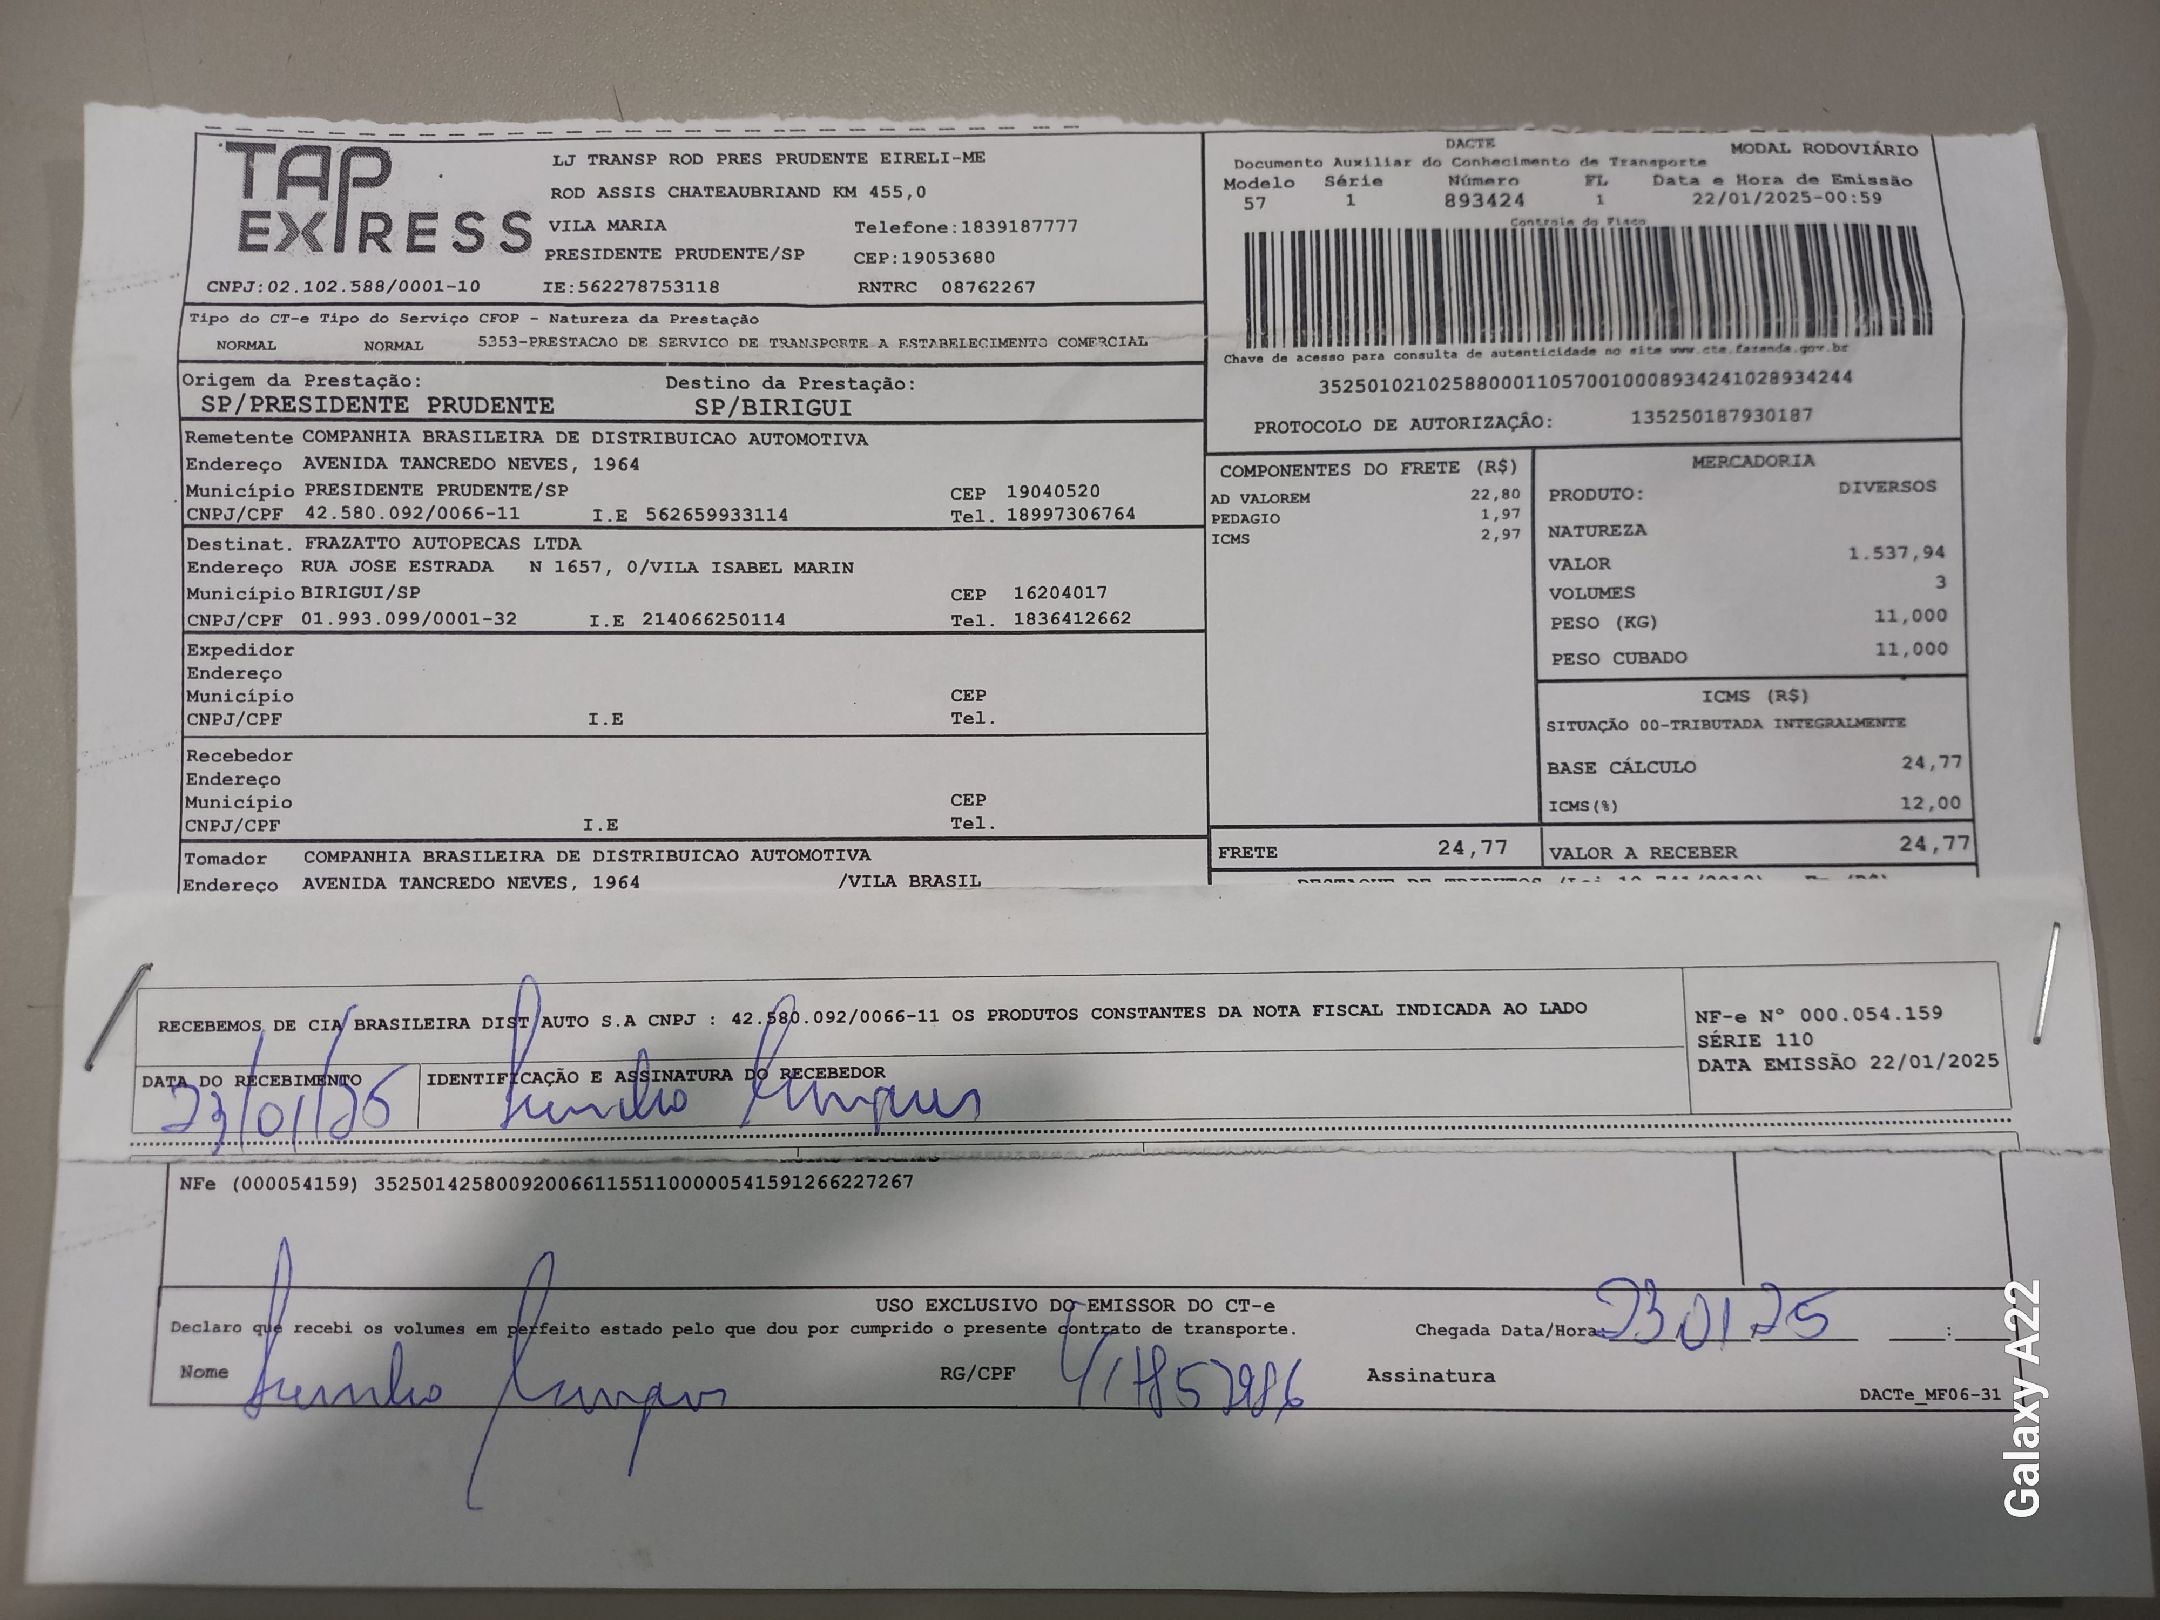 TAP EXPRESS
LJ TRANSP ROD PRES PRUDENTE EIRELI-ME
ROD ASSIS CHATEAUBRIAND KM 455,0
VILA MARIA Telefone:1839187777
PRESIDENTE PRUDENTE/SP CEP:19053680
CNPJ:02.102.588/0001-10 IE:562278753118 RNTRC 08762267
DACTE MODAL RODOVIÁRIO
Documento Auxiliar do Conhecimento de Transporte
Modelo Série Número FL Data e Hora de Emissão
57 1 893424 1 22/01/2025-00:59
Controle do Fisco
Chave de acesso para consulta de autenticidade no site www.cte.fazenda.gov.br
35250102102588000110570010008934241028934244
PROTOCOLO DE AUTORIZAÇÃO: 135250187930187
Tipo do CT-e Tipo do Serviço CFOP - Natureza da Prestação
NORMAL NORMAL 5353-PRESTACAO DE SERVICO DE TRANSPORTE A ESTABELECIMENTO COMERCIAL
Origem da Prestação: Destino da Prestação:
SP/PRESIDENTE PRUDENTE SP/BIRIGUI
Remetente COMPANHIA BRASILEIRA DE DISTRIBUICAO AUTOMOTIVA
Endereço AVENIDA TANCREDO NEVES, 1964
Município PRESIDENTE PRUDENTE/SP CEP 19040520
CNPJ/CPF 42.580.092/0066-11 I.E 562659933114 Tel. 18997306764
Destinat. FRAZATTO AUTOPECAS LTDA
Endereço RUA JOSE ESTRADA N 1657, 0/VILA ISABEL MARIN
Município BIRIGUI/SP CEP 16204017
CNPJ/CPF 01.993.099/0001-32 I.E 214066250114 Tel. 1836412662
Expedidor
Endereço
Município CEP
CNPJ/CPF I.E Tel.
Recebedor
Endereço
Município CEP
CNPJ/CPF I.E Tel.
Tomador COMPANHIA BRASILEIRA DE DISTRIBUICAO AUTOMOTIVA
Endereço AVENIDA TANCREDO NEVES, 1964 /VILA BRASIL
COMPONENTES DO FRETE (R$)
AD VALOREM 22,80
PEDAGIO 1,97
ICMS 2,97
FRETE 24,77
MERCADORIA
PRODUTO: DIVERSOS
NATUREZA
VALOR 1.537,94
VOLUMES 3
PESO (KG) 11,000
PESO CUBADO 11,000
ICMS (R$)
SITUAÇÃO 00-TRIBUTADA INTEGRALMENTE
BASE CÁLCULO 24,77
ICMS(%) 12,00
VALOR A RECEBER 24,77
RECEBEMOS DE CIA BRASILEIRA DIST AUTO S.A CNPJ : 42.580.092/0066-11 OS PRODUTOS CONSTANTES DA NOTA FISCAL INDICADA AO LADO
DATA DO RECEBIMENTO IDENTIFICAÇÃO E ASSINATURA DO RECEBEDOR
23/01/25
NF-e Nº 000.054.159
SÉRIE 110
DATA EMISSÃO 22/01/2025
NFe (000054159) 35250142580092006611551100000541591266227267
USO EXCLUSIVO DO EMISSOR DO CT-e
Declaro que recebi os volumes em perfeito estado pelo que dou por cumprido o presente contrato de transporte. Chegada Data/Hora 23 01 25 :
Nome RG/CPF Assinatura
DACTe_MF06-31
Galaxy A22